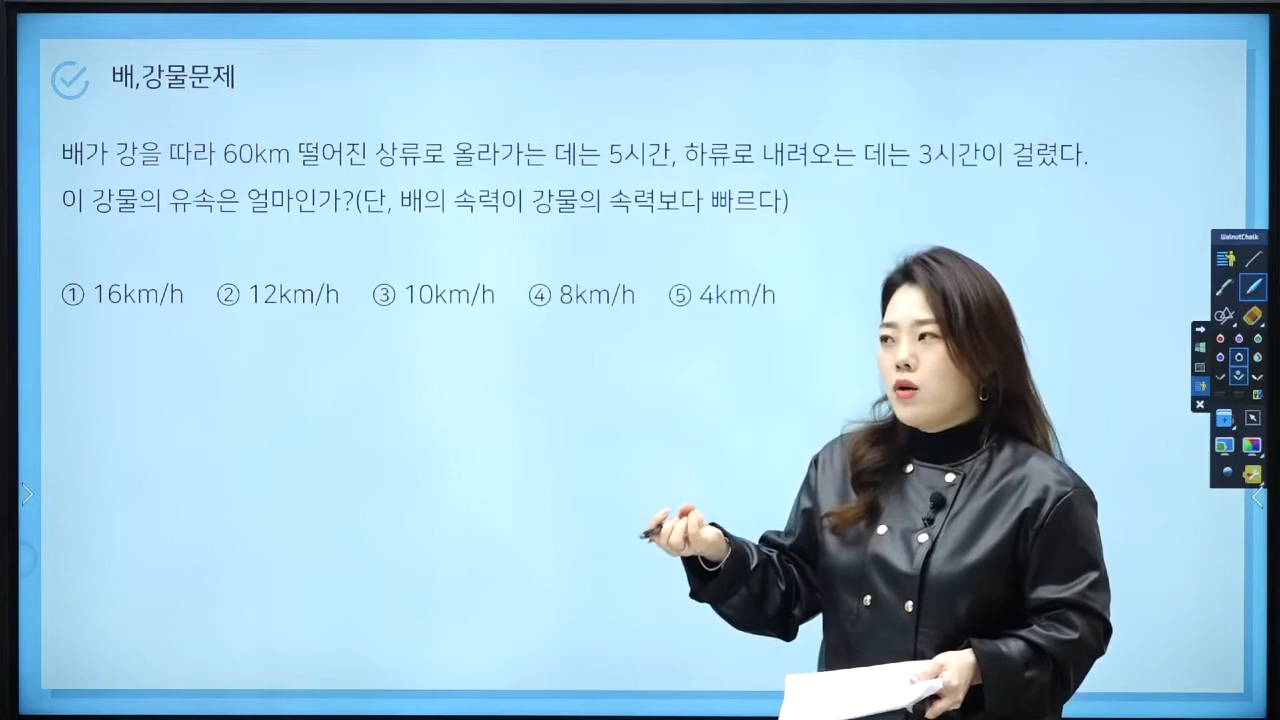 배,강물문제
배가 강을 따라 60km 떨어진 상류로 올라가는 데는 5시간, 하류로 내려오는 데는 3시간이 걸렸다.
이 강물의 유속은 얼마인가?(단, 배의 속력이 강물의 속력보다 빠르다)
① 16km/h ② 12km/h ③ 10km/h ④ 8km/h ⑤ 4km/h
WalnutChalk